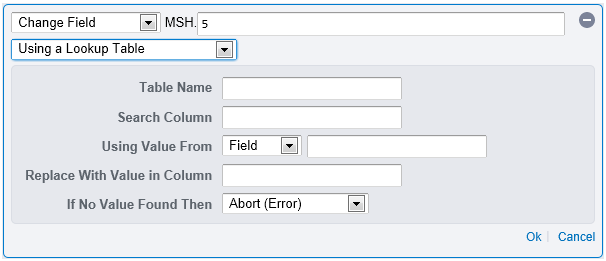 Change Field MSH. 5
Using a Lookup Table
Table Name
Search Column
Using Value From Field
Replace With Value in Column
If No Value Found Then Abort (Error)
Ok Cancel